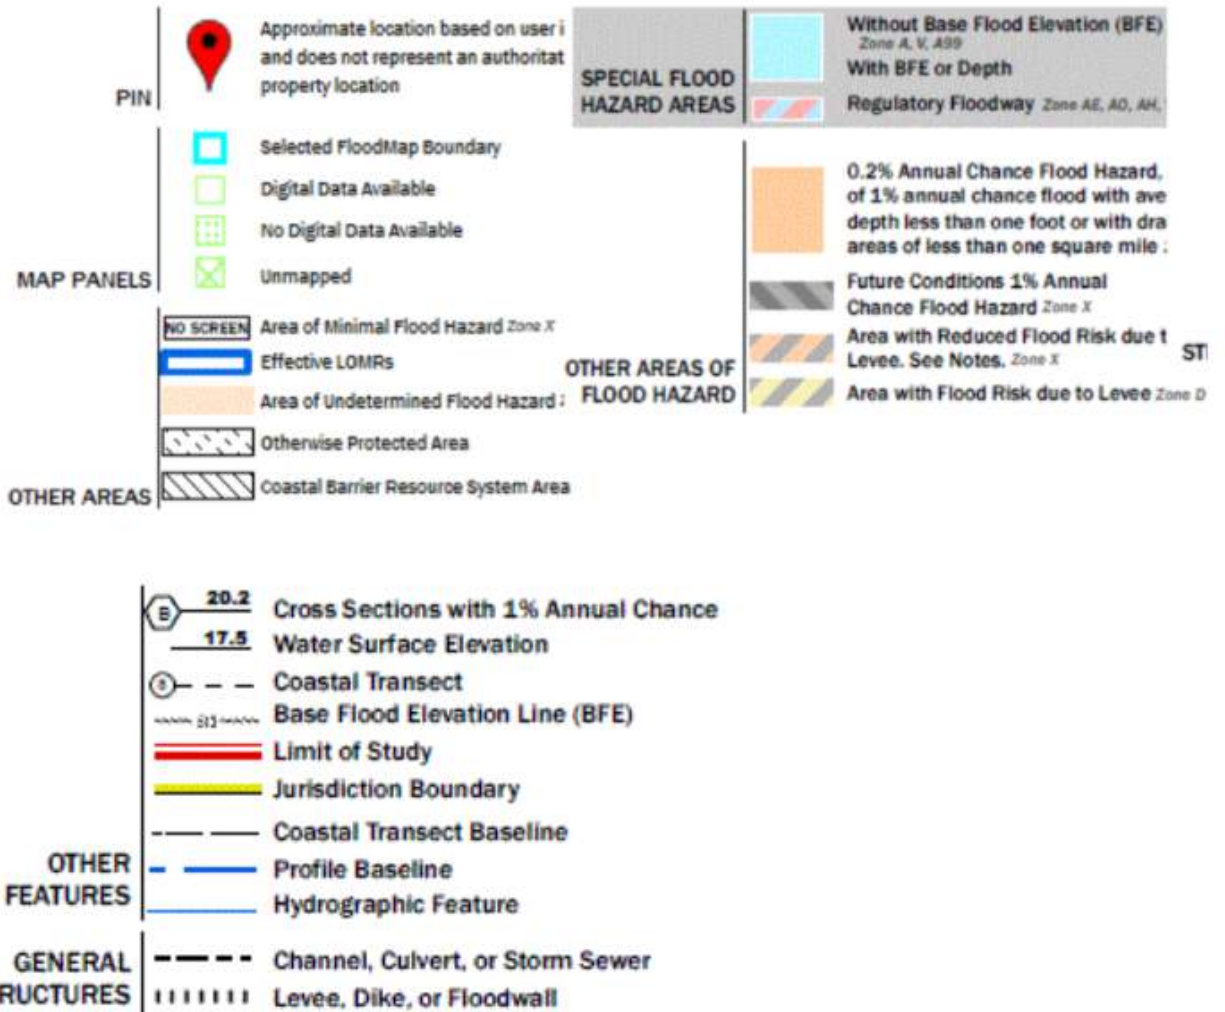 PIN
Approximate location based on user i
and does not represent an authoritat
property location
MAP PANELS
Selected FloodMap Boundary
Digital Data Available
No Digital Data Available
Unmapped
OTHER AREAS
NO SCREEN Area of Minimal Flood Hazard Zone X
Effective LOMRs
Area of Undetermined Flood Hazard
Otherwise Protected Area
Coastal Barrier Resource System Area
SPECIAL FLOOD
HAZARD AREAS
Without Base Flood Elevation (BFE)
Zone A, V, A99
With BFE or Depth
Regulatory Floodway Zone AE, AO, AH,
OTHER AREAS OF
FLOOD HAZARD
0.2% Annual Chance Flood Hazard,
of 1% annual chance flood with ave
depth less than one foot or with dra
areas of less than one square mile
Future Conditions 1% Annual
Chance Flood Hazard Zone X
Area with Reduced Flood Risk due t
Levee. See Notes. Zone X
Area with Flood Risk due to Levee Zone D
ST
OTHER
FEATURES
B 20.2 Cross Sections with 1% Annual Chance
17.5 Water Surface Elevation
8 Coastal Transect
513 Base Flood Elevation Line (BFE)
Limit of Study
Jurisdiction Boundary
Coastal Transect Baseline
Profile Baseline
Hydrographic Feature
GENERAL
RUCTURES
Channel, Culvert, or Storm Sewer
Levee, Dike, or Floodwall